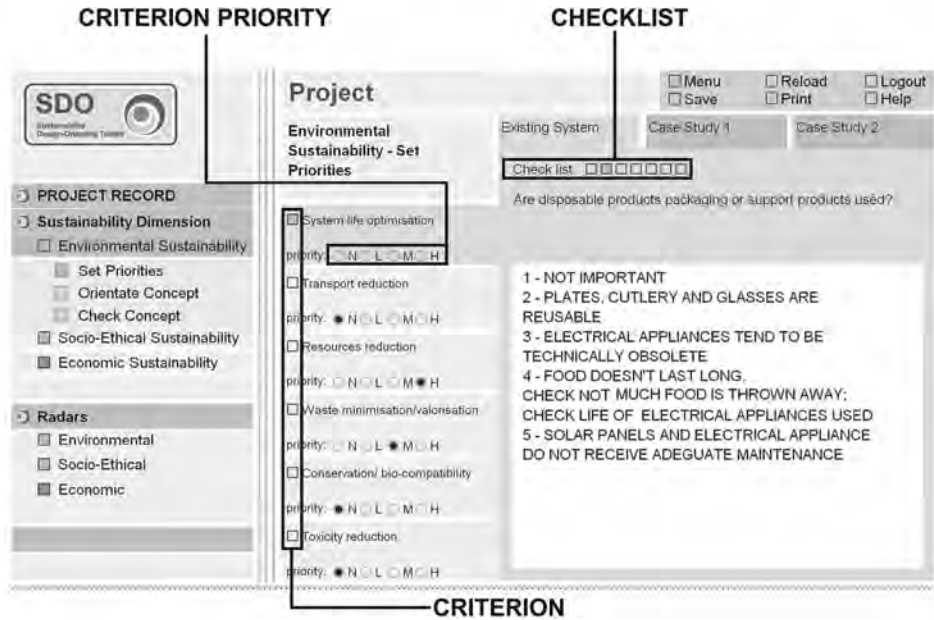 CRITERION PRIORITY
CHECKLIST
SDO
Sustainability
Design-Orienting Toolkit
PROJECT RECORD
Sustainability Dimension
Environmental Sustainability
Set Priorities
Orientate Concept
Check Concept
Socio-Ethical Sustainability
Economic Sustainability
Radars
Environmental
Socio-Ethical
Economic
Project
Menu Reload Logout
Save Print Help
Environmental
Sustainability - Set
Priorities
System life optimisation
priority: N L M H
Transport reduction
priority: N L M H
Resources reduction
priority: N L M H
Waste minimisation/valorisation
priority: N L M H
Conservation/ bio-compatibility
priority: N L M H
Toxicity reduction
priority: N L M H
Existing System Case Study 1 Case Study 2
Check list
Are disposable products packaging or support products used?
1 - NOT IMPORTANT
2 - PLATES, CUTLERY AND GLASSES ARE
REUSABLE
3 - ELECTRICAL APPLIANCES TEND TO BE
TECHNICALLY OBSOLETE
4 - FOOD DOESN'T LAST LONG,
CHECK NOT MUCH FOOD IS THROWN AWAY;
CHECK LIFE OF ELECTRICAL APPLIANCES USED
5 - SOLAR PANELS AND ELECTRICAL APPLIANCE
DO NOT RECEIVE ADEGUATE MAINTENANCE
CRITERION